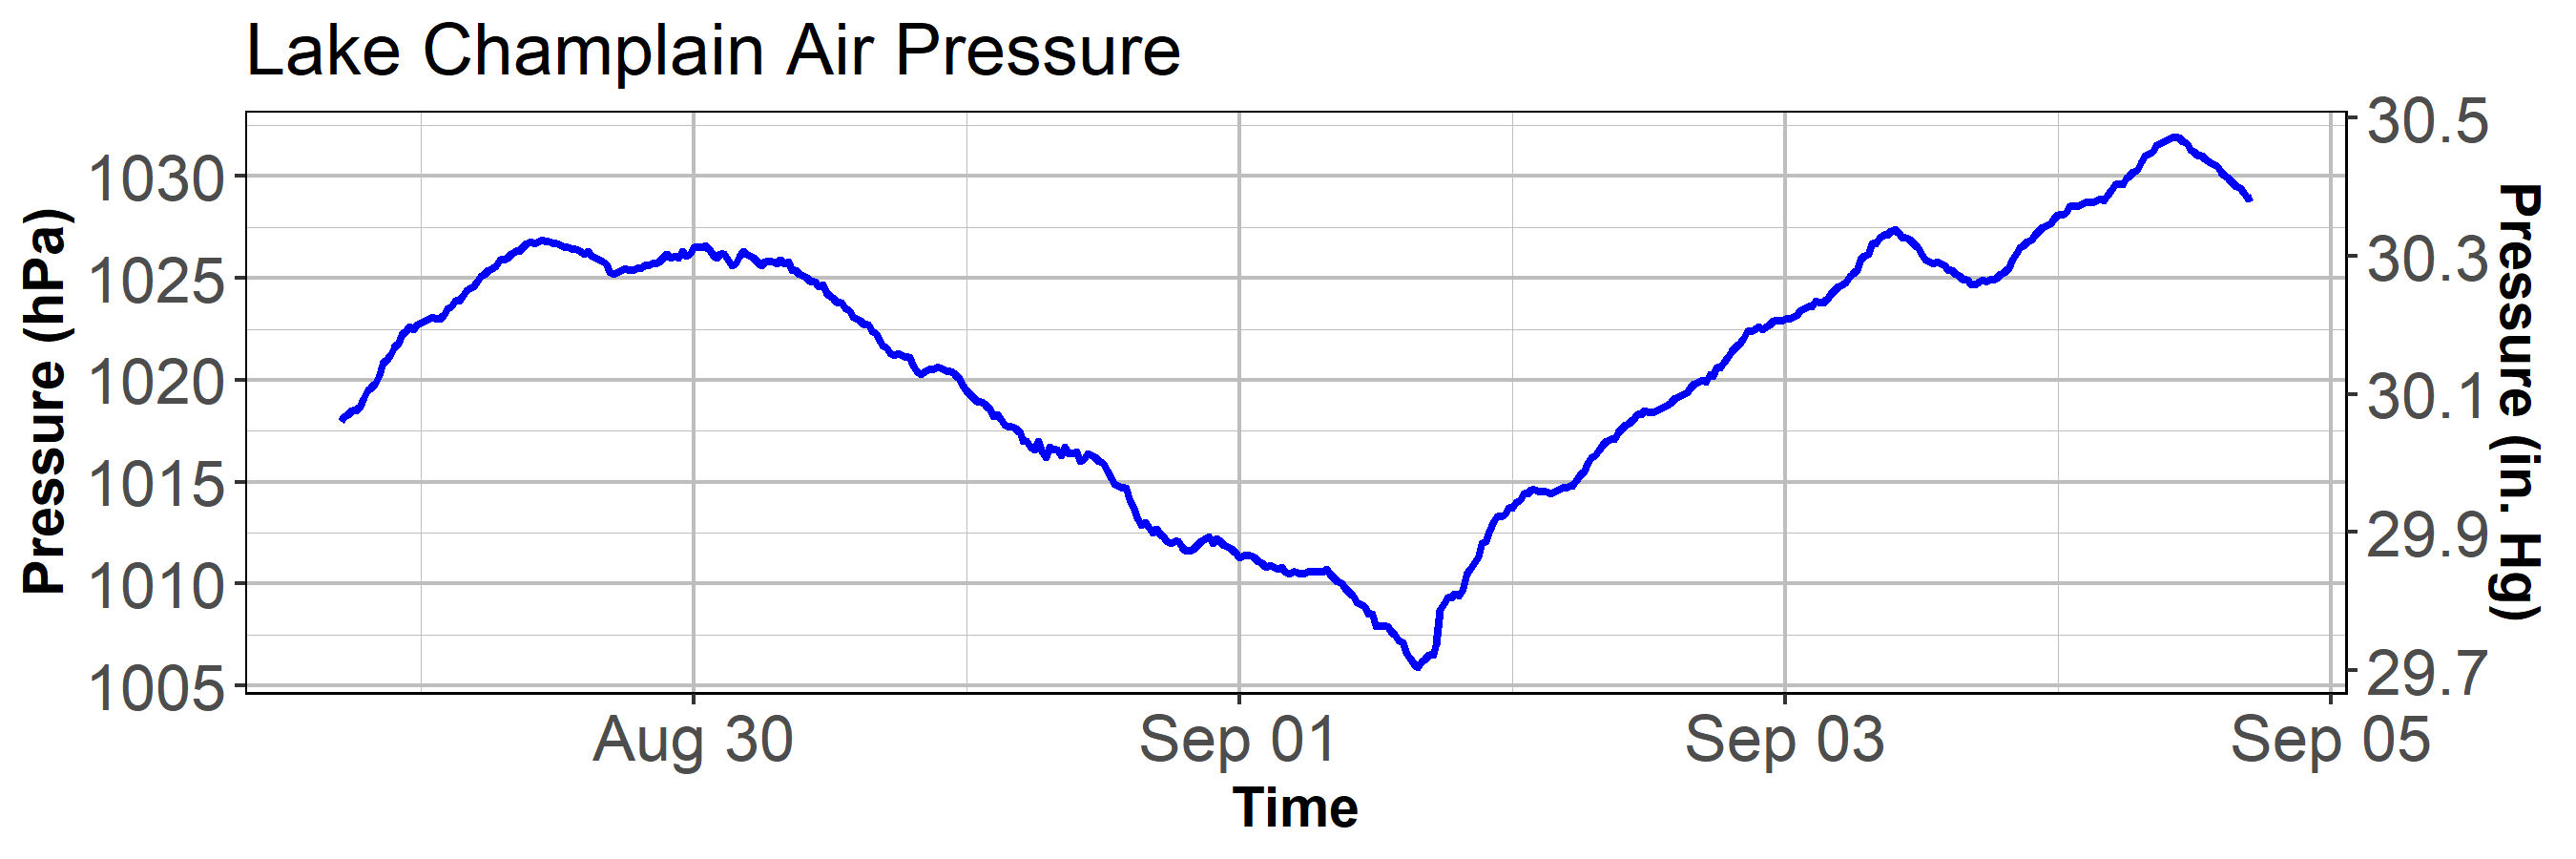 Lake Champlain Air Pressure
Pressure (hPa)
1030
1025
1020
1015
1010
1005
30.5
30.3
30.1
29.9
29.7
Pressure (in. Hg)
Aug 30
Sep 01
Sep 03
Sep 05
Time